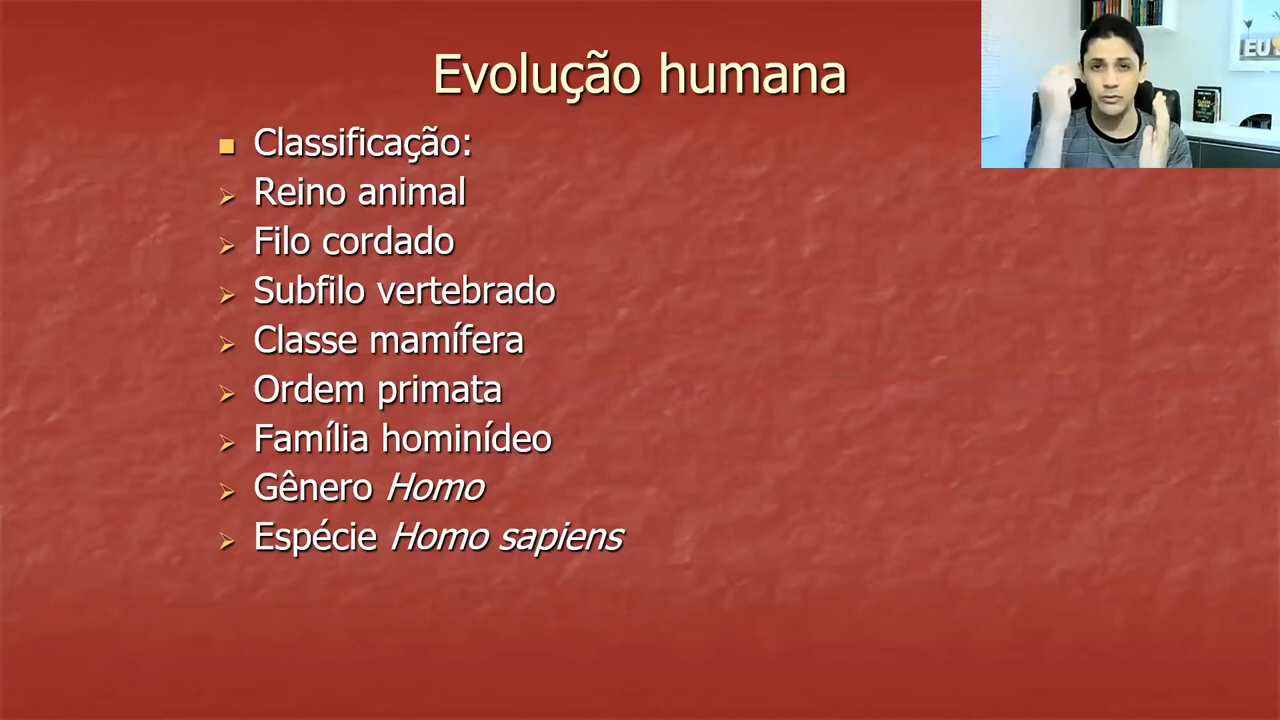 Evolução humana
Classificação:
Reino animal
Filo cordado
Subfilo vertebrado
Classe mamífera
Ordem primata
Família hominídeo
Gênero Homo
Espécie Homo sapiens
EU